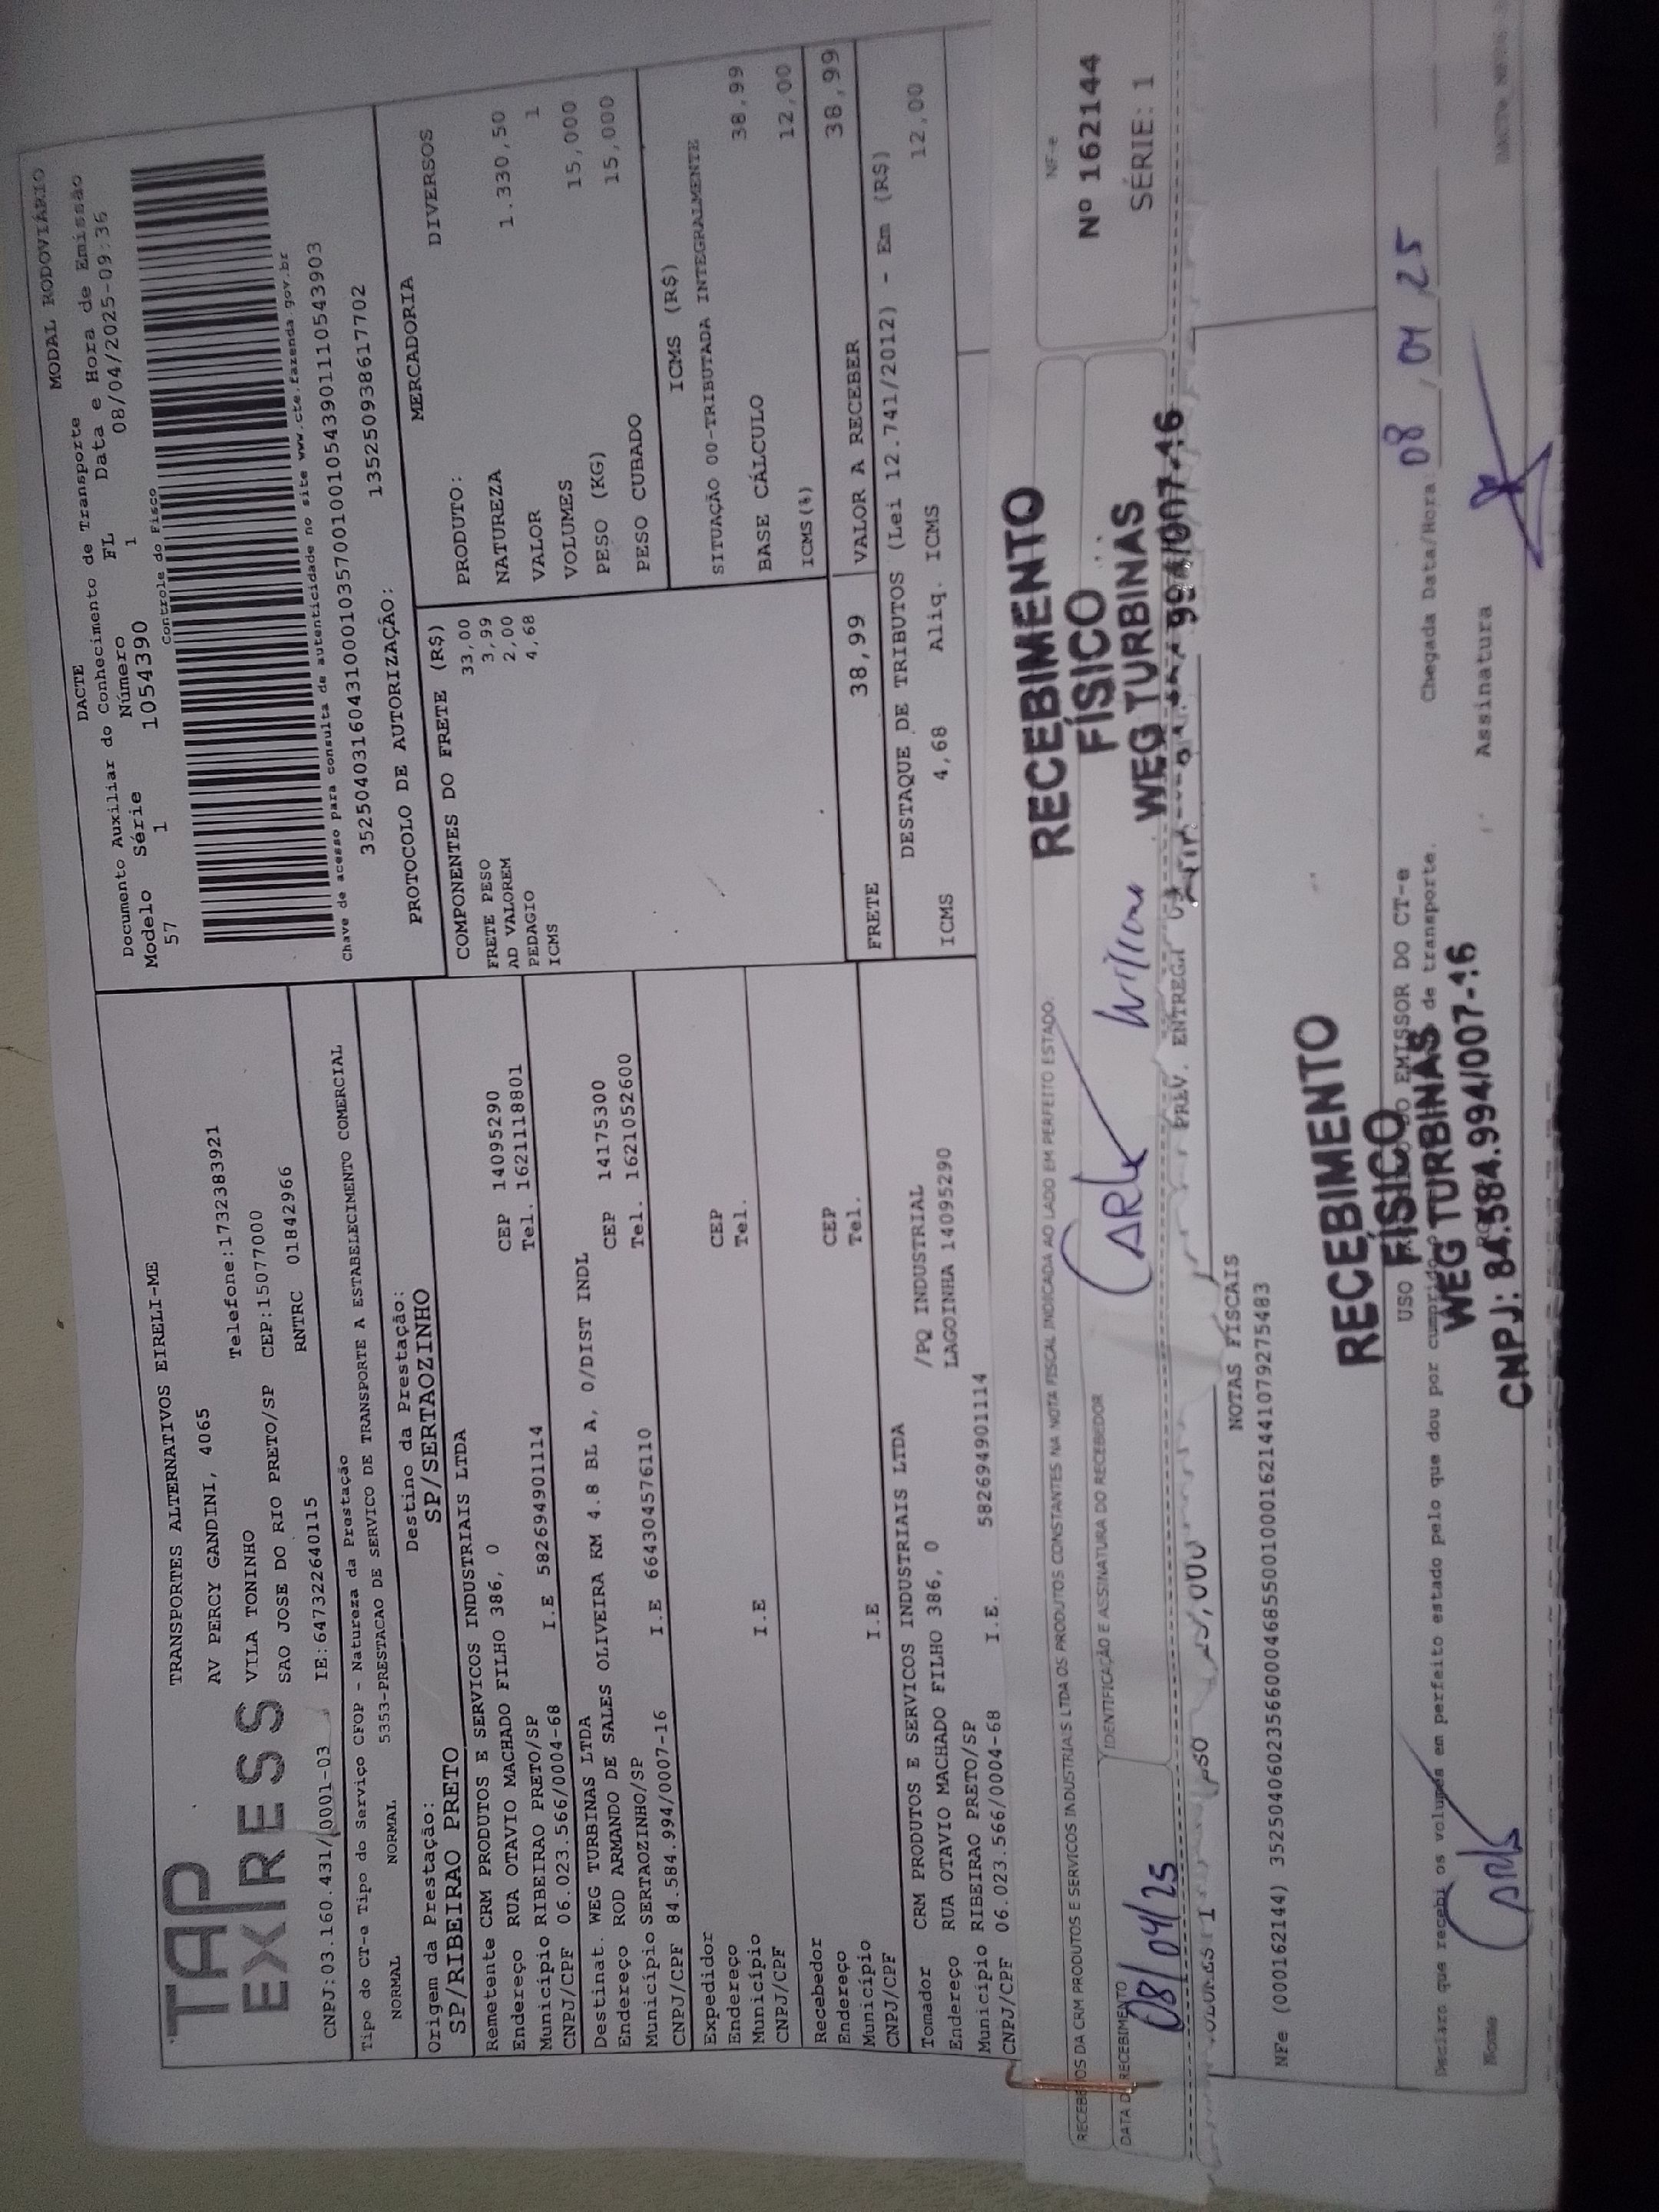 TAP
EXPRESS
TRANSPORTES ALTERNATIVOS EIRELI-ME
AV PERCY GANDINI, 4065
Telefone:1732383921
VILA TONINHO
SAO JOSE DO RIO PRETO/SP CEP:15077000
RNTRC 01842966
CNPJ:03.160.431/0001-03 IE:647322640115
DACTE MODAL RODOVIÁRIO
Documento Auxiliar do Conhecimento de Transporte
Modelo Série Número FL Data e Hora de Emissão
57 1 1054390 1 08/04/2025-09:36
Controle do Fisco
Chave de acesso para consulta de autenticidade no site www.cte.fazenda.gov.br
35250403160431000103570010010543901110543903
PROTOCOLO DE AUTORIZAÇÃO: 135250938617702
Tipo do CT-e Tipo do Serviço CFOP - Natureza da Prestação
NORMAL NORMAL 5353-PRESTACAO DE SERVICO DE TRANSPORTE A ESTABELECIMENTO COMERCIAL
Origem da Prestação: Destino da Prestação:
SP/RIBEIRAO PRETO SP/SERTAOZINHO
Remetente CRM PRODUTOS E SERVICOS INDUSTRIAIS LTDA
Endereço RUA OTAVIO MACHADO FILHO 386, 0 CEP 14095290
Município RIBEIRAO PRETO/SP Tel. 1621118801
CNPJ/CPF 06.023.566/0004-68 I.E 582694901114
Destinat. WEG TURBINAS LTDA
Endereço ROD ARMANDO DE SALES OLIVEIRA KM 4.8 BL A, 0/DIST INDL
Município SERTAOZINHO/SP CEP 14175300
CNPJ/CPF 84.584.994/0007-16 I.E 664304576110 Tel. 1621052600
Expedidor
Endereço
Município CEP
CNPJ/CPF I.E Tel.
Recebedor
Endereço
Município CEP
CNPJ/CPF I.E Tel.
Tomador CRM PRODUTOS E SERVICOS INDUSTRIAIS LTDA
Endereço RUA OTAVIO MACHADO FILHO 386, 0 /PQ INDUSTRIAL
Município RIBEIRAO PRETO/SP LAGOINHA 14095290
CNPJ/CPF 06.023.566/0004-68 I.E. 582694901114
COMPONENTES DO FRETE (R$)
FRETE PESO 33,00
AD VALOREM 3,99
PEDAGIO 2,00
ICMS 4,68
MERCADORIA
PRODUTO: DIVERSOS
NATUREZA
VALOR 1.330,50
VOLUMES 1
PESO (KG) 15,000
PESO CUBADO 15,000
ICMS (R$)
SITUAÇÃO 00-TRIBUTADA INTEGRALMENTE
BASE CÁLCULO 38,99
ICMS(%) 12,00
FRETE 38,99 VALOR A RECEBER 38,99
DESTAQUE DE TRIBUTOS (Lei 12.741/2012) - Em (R$)
ICMS 4,68 Aliq. ICMS 12,00
RECEBEMOS DA CRM PRODUTOS E SERVICOS INDUSTRIAIS LTDA OS PRODUTOS CONSTANTES NA NOTA FISCAL INDICADA AO LADO EM PERFEITO ESTADO.
DATA DE RECEBIMENTO IDENTIFICAÇÃO E ASSINATURA DO RECEBEDOR
08/04/25
NF-e
Nº 162144
SÉRIE: 1
RECEBIMENTO
FÍSICO
WEG TURBINAS
PREV. ENTREGA
NOTAS FISCAIS
NFe (000162144) 35250406023566000468550010001621441079275483
RECEBIMENTO
FÍSICO
WEG TURBINAS
CNPJ: 84.584.994/007-16
USO EMISSOR DO CT-e
Declaro que recebi os volumes em perfeito estado pelo que dou por cumprido de transporte.
Chegada Data/Hora 08/04/25
Nome
Assinatura